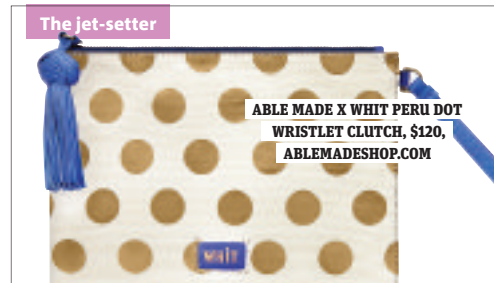 The jet-setter
ABLE MADE X WHIT PERU DOT
WRISTLET CLUTCH, $120,
ABLEMADESHOP.COM
whit